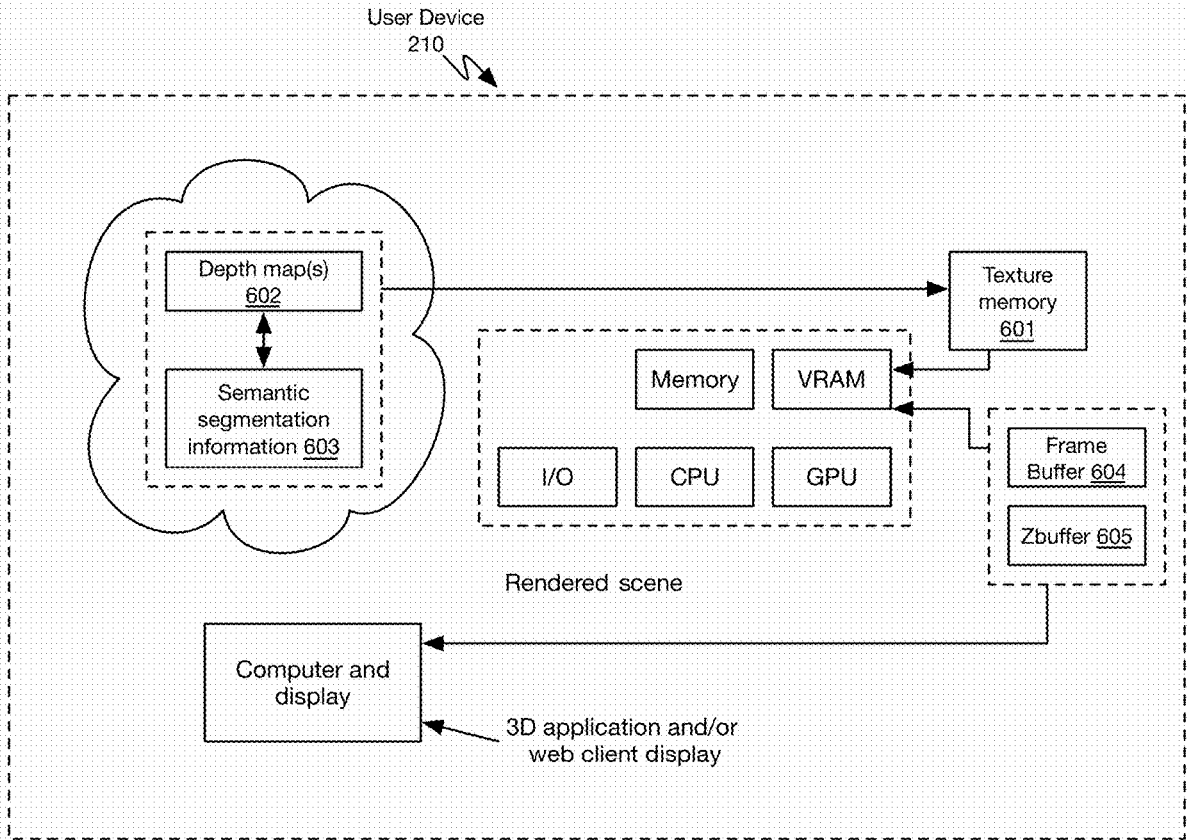 User Device
210
Depth map(s)
602
Semantic
segmentation
information 603
Texture
memory
601
Memory
VRAM
I/O
CPU
GPU
Frame
Buffer 604
Zbuffer 605
Rendered scene
Computer and
display
3D application and/or
web client display